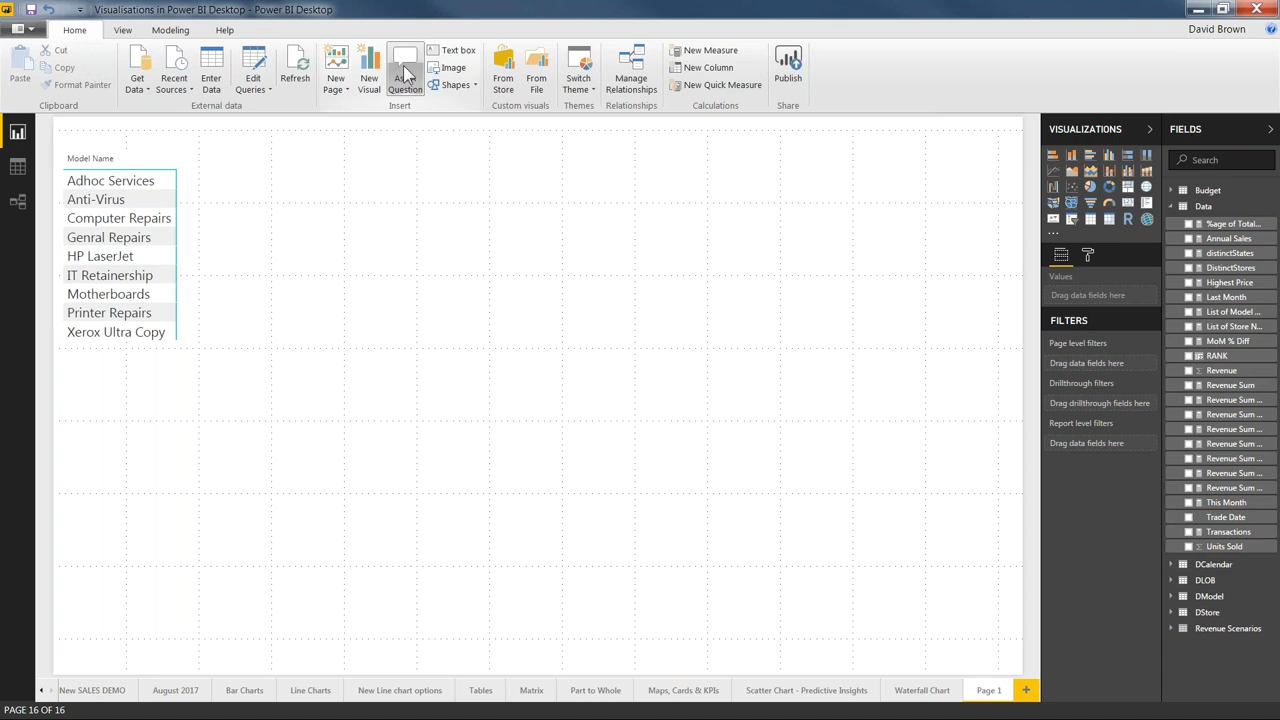 Visualisations in Power BI Desktop - Power BI Desktop
Home
View
Modeling
Help
David Brown
Paste
Cut
Copy
Format Painter
Clipboard
Get Data
Recent Sources
Enter Data
Edit Queries
Refresh
External data
New Page
New Visual
Question
Text box
Image
Shapes
Insert
From Store
From File
Custom visuals
Switch Theme
Themes
Manage Relationships
Relationships
New Measure
New Column
New Quick Measure
Calculations
Publish
Share
Model Name
Adhoc Services
Anti-Virus
Computer Repairs
Genral Repairs
HP LaserJet
IT Retainership
Motherboards
Printer Repairs
Xerox Ultra Copy
VISUALIZATIONS
R
...
Values
Drag data fields here
FILTERS
Page level filters
Drag data fields here
Drillthrough filters
Drag drillthrough fields here
Report level filters
Drag data fields here
FIELDS
Search
Budget
Data
%age of Total...
Annual Sales
distinctStates
DistinctStores
Highest Price
Last Month
List of Model ...
List of Store N...
MoM % Diff
RANK
Revenue
Revenue Sum
Revenue Sum ...
Revenue Sum ...
Revenue Sum ...
Revenue Sum ...
Revenue Sum ...
Revenue Sum ...
Revenue Sum ...
This Month
Trade Date
Transactions
Units Sold
DCalendar
DLOB
DModel
DStore
Revenue Scenarios
New SALES DEMO
August 2017
Bar Charts
Line Charts
New Line chart options
Tables
Matrix
Part to Whole
Maps, Cards & KPIs
Scatter Chart - Predictive Insights
Waterfall Chart
Page 1
PAGE 16 OF 16